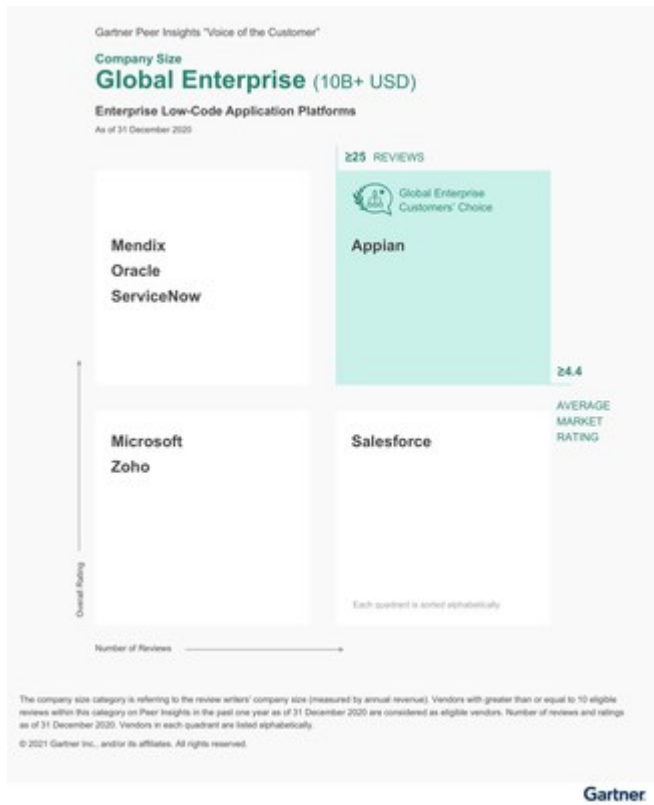 Gartner Peer Insights "Voice of the Customer"
Company Size
Global Enterprise (10B+ USD)
Enterprise Low-Code Application Platforms
As of 31 December 2020
≥25 REVIEWS
Global Enterprise
Customers' Choice
Mendix
Oracle
ServiceNow
Appian
≥4.4
AVERAGE
MARKET
RATING
Microsoft
Zoho
Salesforce
Each quadrant is sorted alphabetically
Overall Rating
Number of Reviews
The company size category is referring to the review writers' company size (measured by annual revenue). Vendors with greater than or equal to 10 eligible
reviews within this category on Peer Insights in the past one year as of 31 December 2020 are considered as eligible vendors. Number of reviews and ratings
as of 31 December 2020. Vendors in each quadrant are listed alphabetically.
© 2021 Gartner Inc., and/or its affiliates. All rights reserved.
Gartner